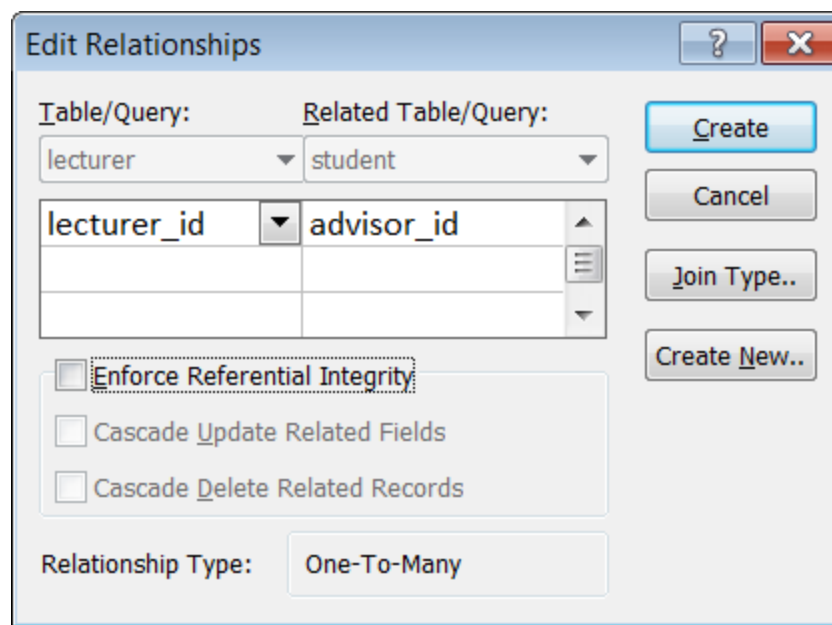 Edit Relationships
Table/Query: Related Table/Query:
lecturer student
lecturer_id advisor_id
Enforce Referential Integrity
Cascade Update Related Fields
Cascade Delete Related Records
Relationship Type: One-To-Many
Create
Cancel
Join Type..
Create New..